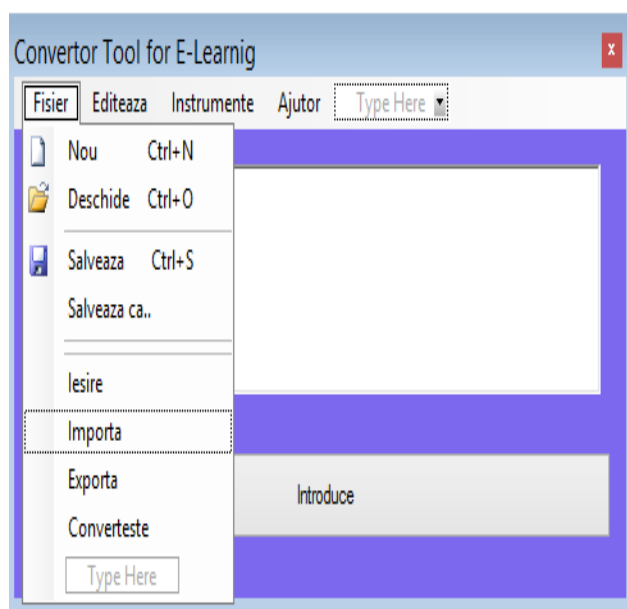 Convertor Tool for E-Learnig
x
Fisier Editeaza Instrumente Ajutor Type Here
Nou Ctrl+N
Deschide Ctrl+O
Salveaza Ctrl+S
Salveaza ca..
Iesire
Importa
Exporta
Introduce
Converteste
Type Here